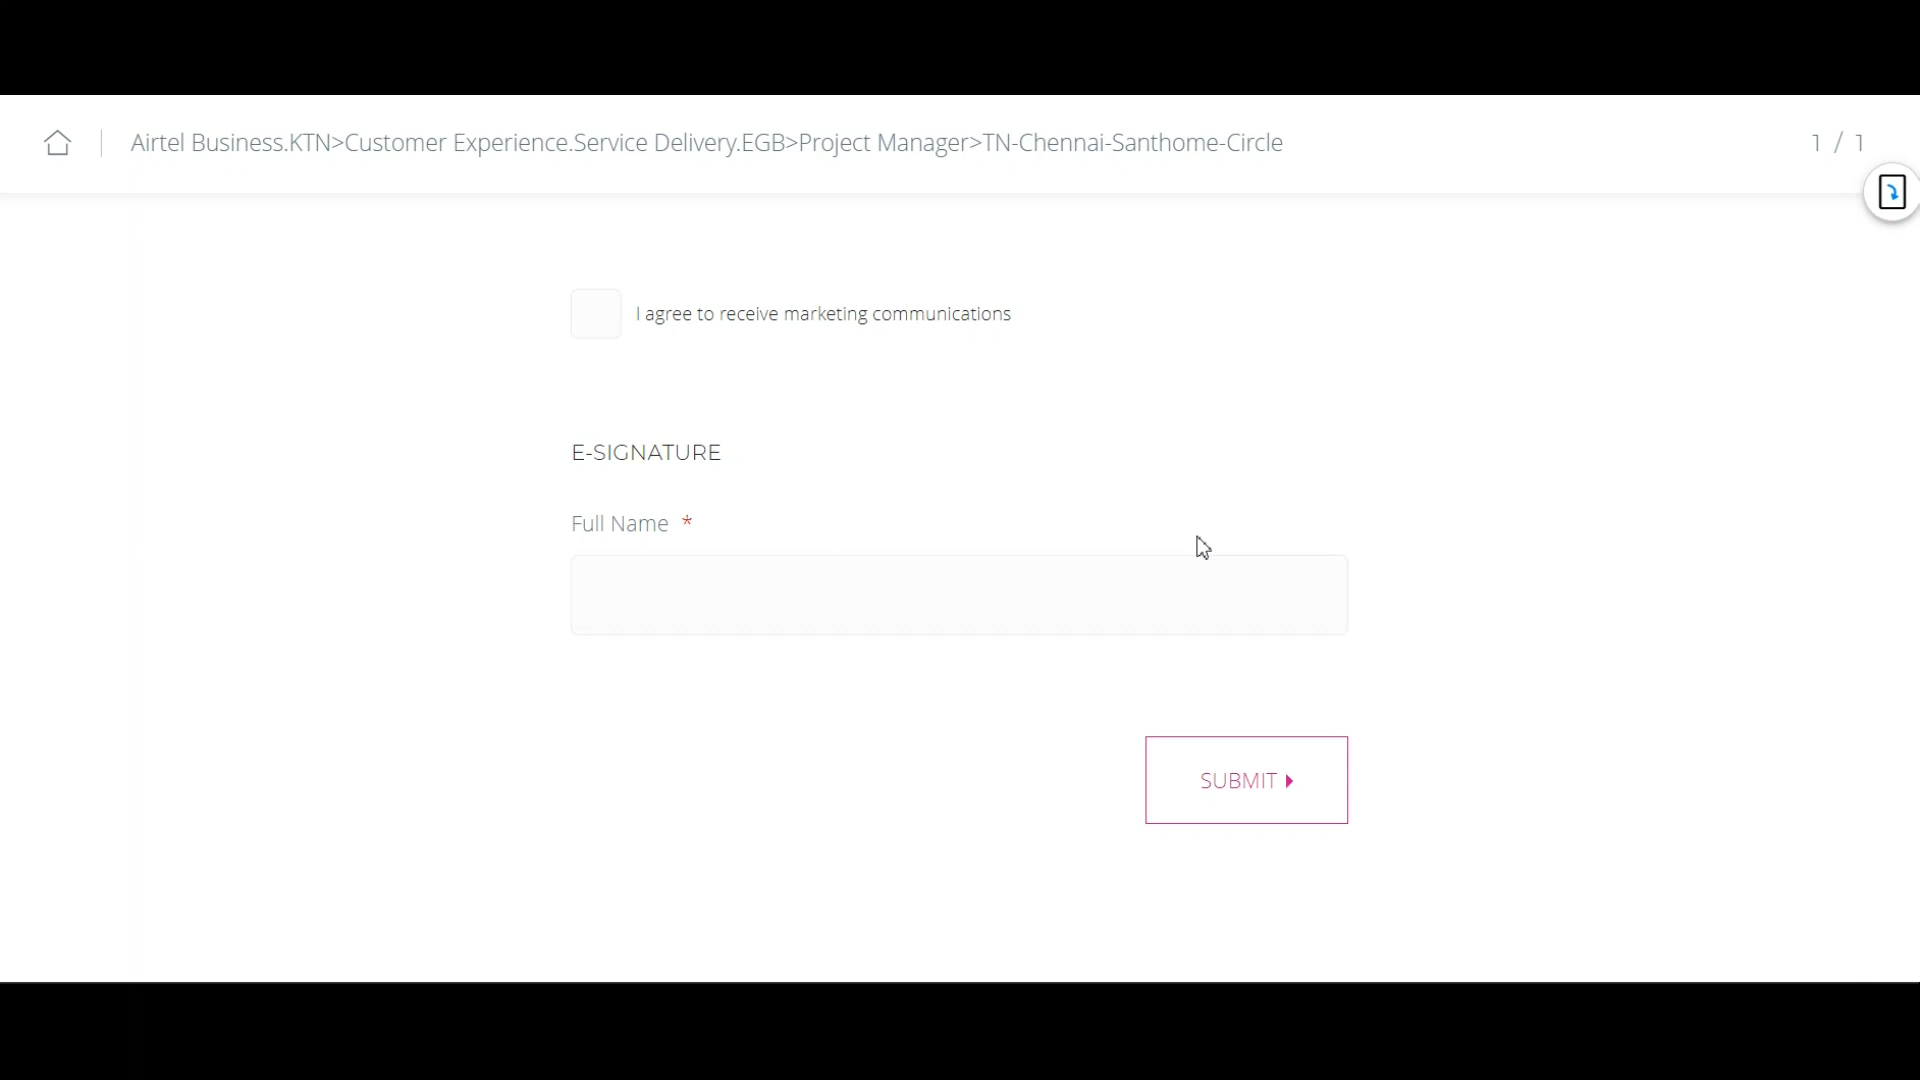 Airtel Business.KTN>Customer Experience.Service Delivery.EGB>Project Manager>TN-Chennai-Santhome-Circle
1 / 1
I agree to receive marketing communications
E-SIGNATURE
Full Name *
SUBMIT